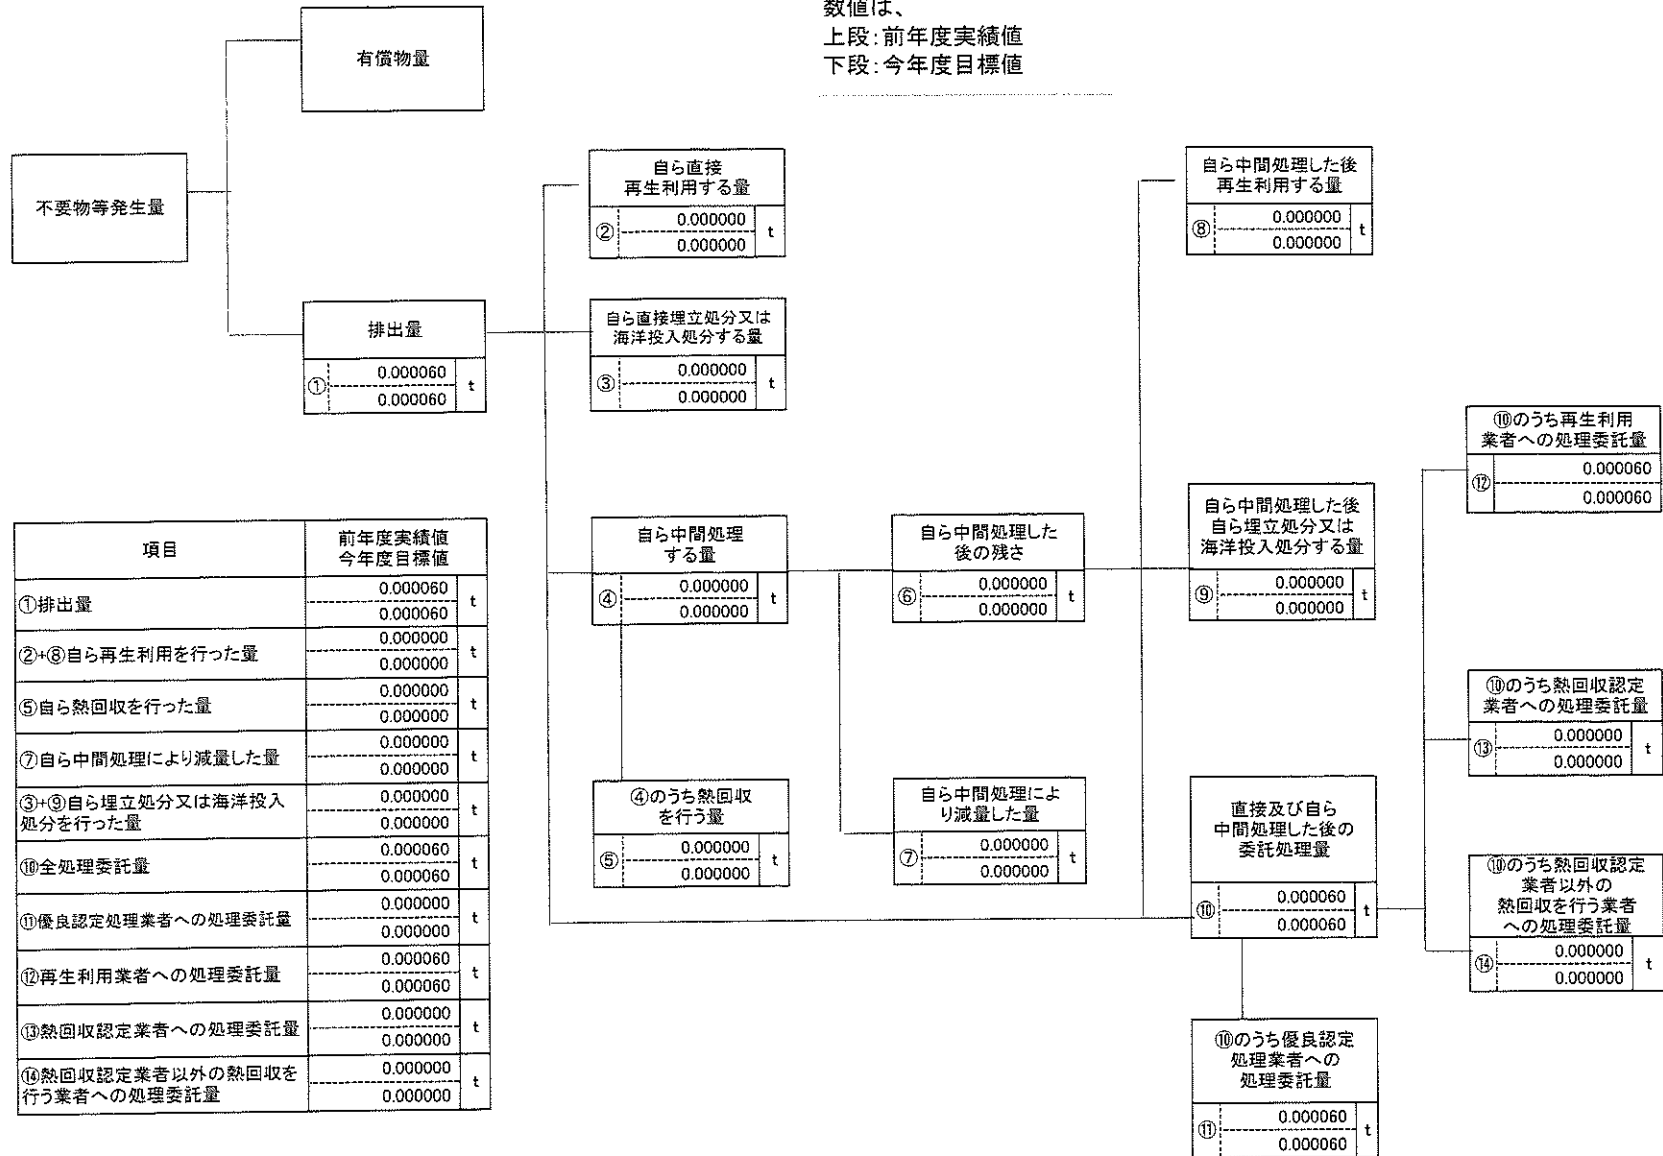 数値は、
上段:前年度実績値
下段:今年度目標値
有償物量
不要物等発生量
排出量
①
0.000060
0.000060
t
自ら直接
再生利用する量
②
0.000000
0.000000
t
自ら直接埋立処分又は
海洋投入処分する量
③
0.000000
0.000000
t
自ら中間処理
する量
④
0.000000
0.000000
t
④のうち熱回収
を行う量
⑤
0.000000
0.000000
t
自ら中間処理した
後の残さ
⑥
0.000000
0.000000
t
自ら中間処理によ
り減量した量
⑦
0.000000
0.000000
t
自ら中間処理した後
再生利用する量
⑧
0.000000
0.000000
t
自ら中間処理した後
自ら埋立処分又は
海洋投入処分する量
⑨
0.000000
0.000000
t
直接及び自ら
中間処理した後の
委託処理量
⑩
0.000060
0.000060
t
⑩のうち優良認定
処理業者への
処理委託量
⑪
0.000060
0.000060
t
⑩のうち再生利用
業者への処理委託量
⑫
0.000060
0.000060
⑩のうち熱回収認定
業者への処理委託量
⑬
0.000000
0.000000
t
⑩のうち熱回収認定
業者以外の
熱回収を行う業者
への処理委託量
⑭
0.000000
0.000000
t
項目
前年度実績値
今年度目標値
①排出量
0.000060
0.000060
t
②+⑧自ら再生利用を行った量
0.000000
0.000000
t
⑤自ら熱回収を行った量
0.000000
0.000000
t
⑦自ら中間処理により減量した量
0.000000
0.000000
t
③+⑨自ら埋立処分又は海洋投入
処分を行った量
0.000000
0.000000
t
⑩全処理委託量
0.000060
0.000060
t
⑪優良認定処理業者への処理委託量
0.000000
0.000000
t
⑫再生利用業者への処理委託量
0.000060
0.000060
t
⑬熱回収認定業者への処理委託量
0.000000
0.000000
t
⑭熱回収認定業者以外の熱回収を
行う業者への処理委託量
0.000000
0.000000
t